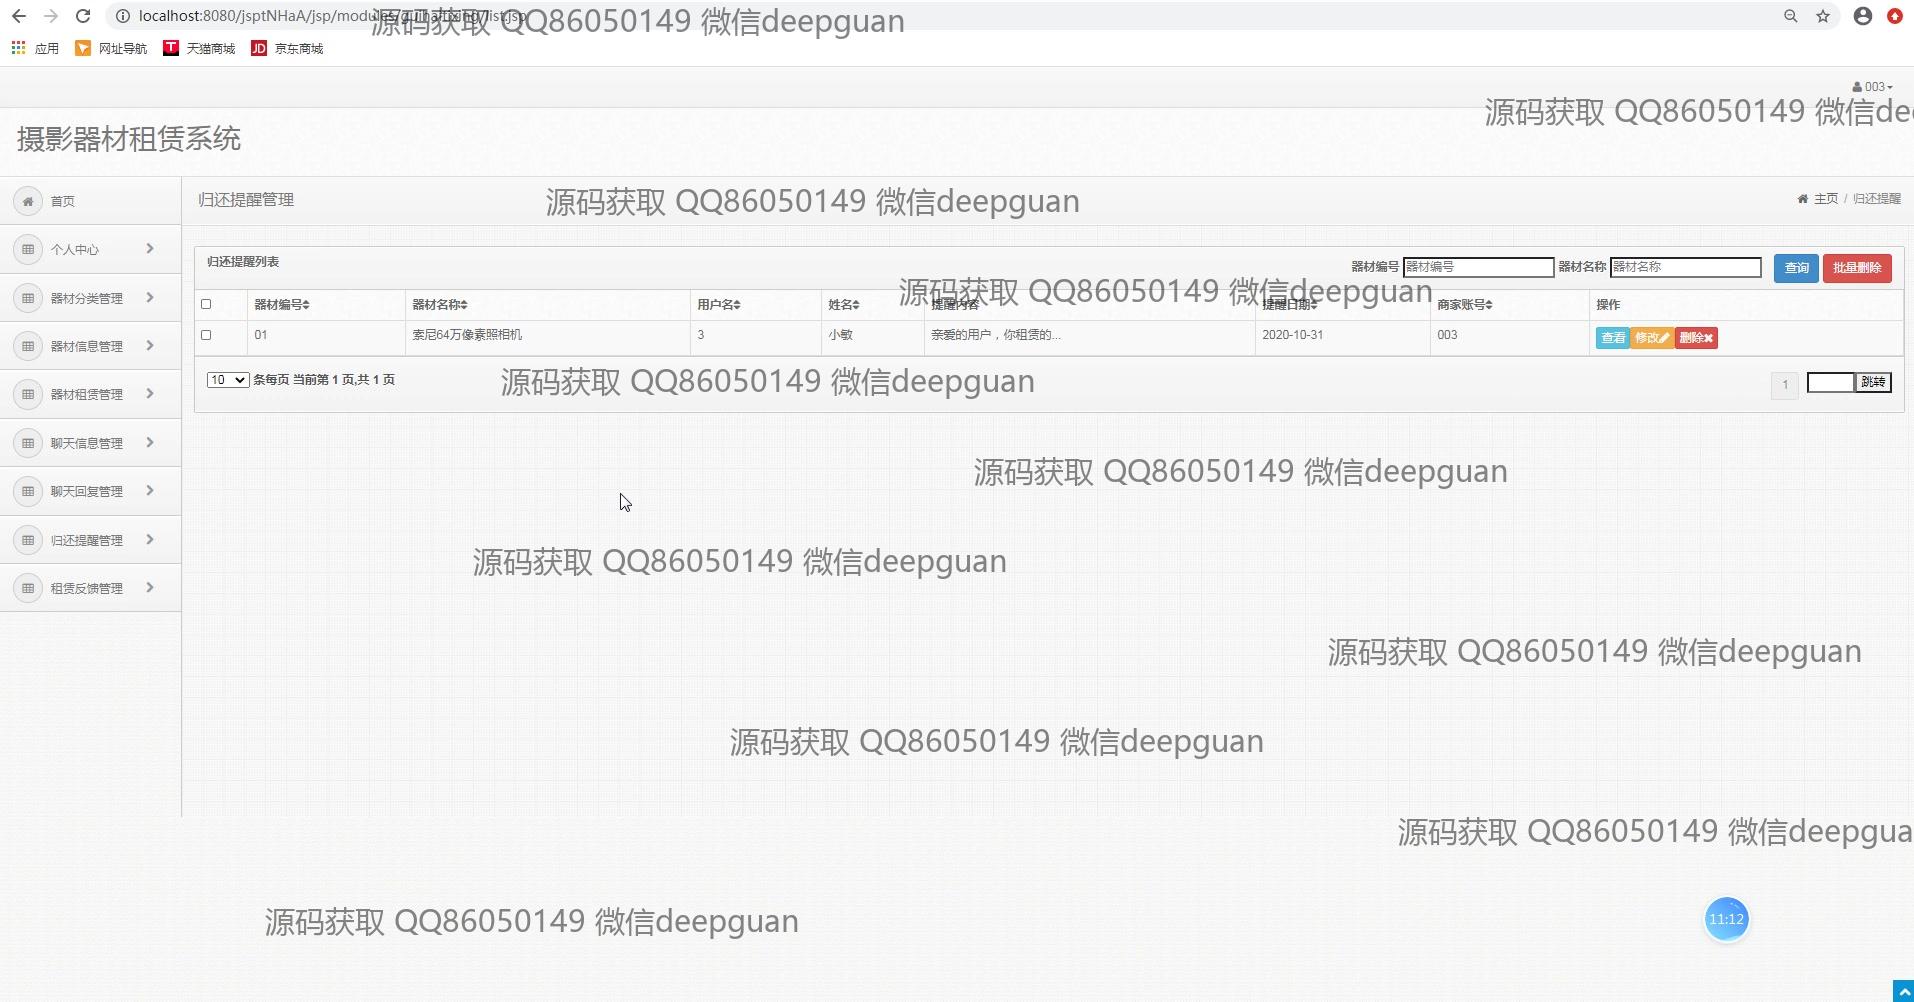 localhost:8080/jsptNHaA/jsp/modules/guihaitixing/list.jsp
源码获取 QQ86050149 微信deepguan
应用 网址导航 天猫商城 JD 京东商城
003
源码获取 QQ86050149 微信de
摄影器材租赁系统
首页
个人中心
器材分类管理
器材信息管理
器材租赁管理
聊天信息管理
聊天回复管理
归还提醒管理
租赁反馈管理
归还提醒管理
源码获取 QQ86050149 微信deepguan
主页 / 归还提醒
归还提醒列表
器材编号 器材编号 器材名称 器材名称 查询 批量删除
源码获取 QQ86050149 微信deepguan
器材编号 器材名称 用户名 姓名 提醒内容 提醒日期 商家账号 操作
01 索尼64万像素照相机 3 小敏 亲爱的用户，你租赁的... 2020-10-31 003 查看 修改 删除
10 条每页 当前第 1 页,共 1 页
源码获取 QQ86050149 微信deepguan
1 跳转
源码获取 QQ86050149 微信deepguan
源码获取 QQ86050149 微信deepguan
源码获取 QQ86050149 微信deepguan
源码获取 QQ86050149 微信deepguan
源码获取 QQ86050149 微信deepgua
源码获取 QQ86050149 微信deepguan
11:12